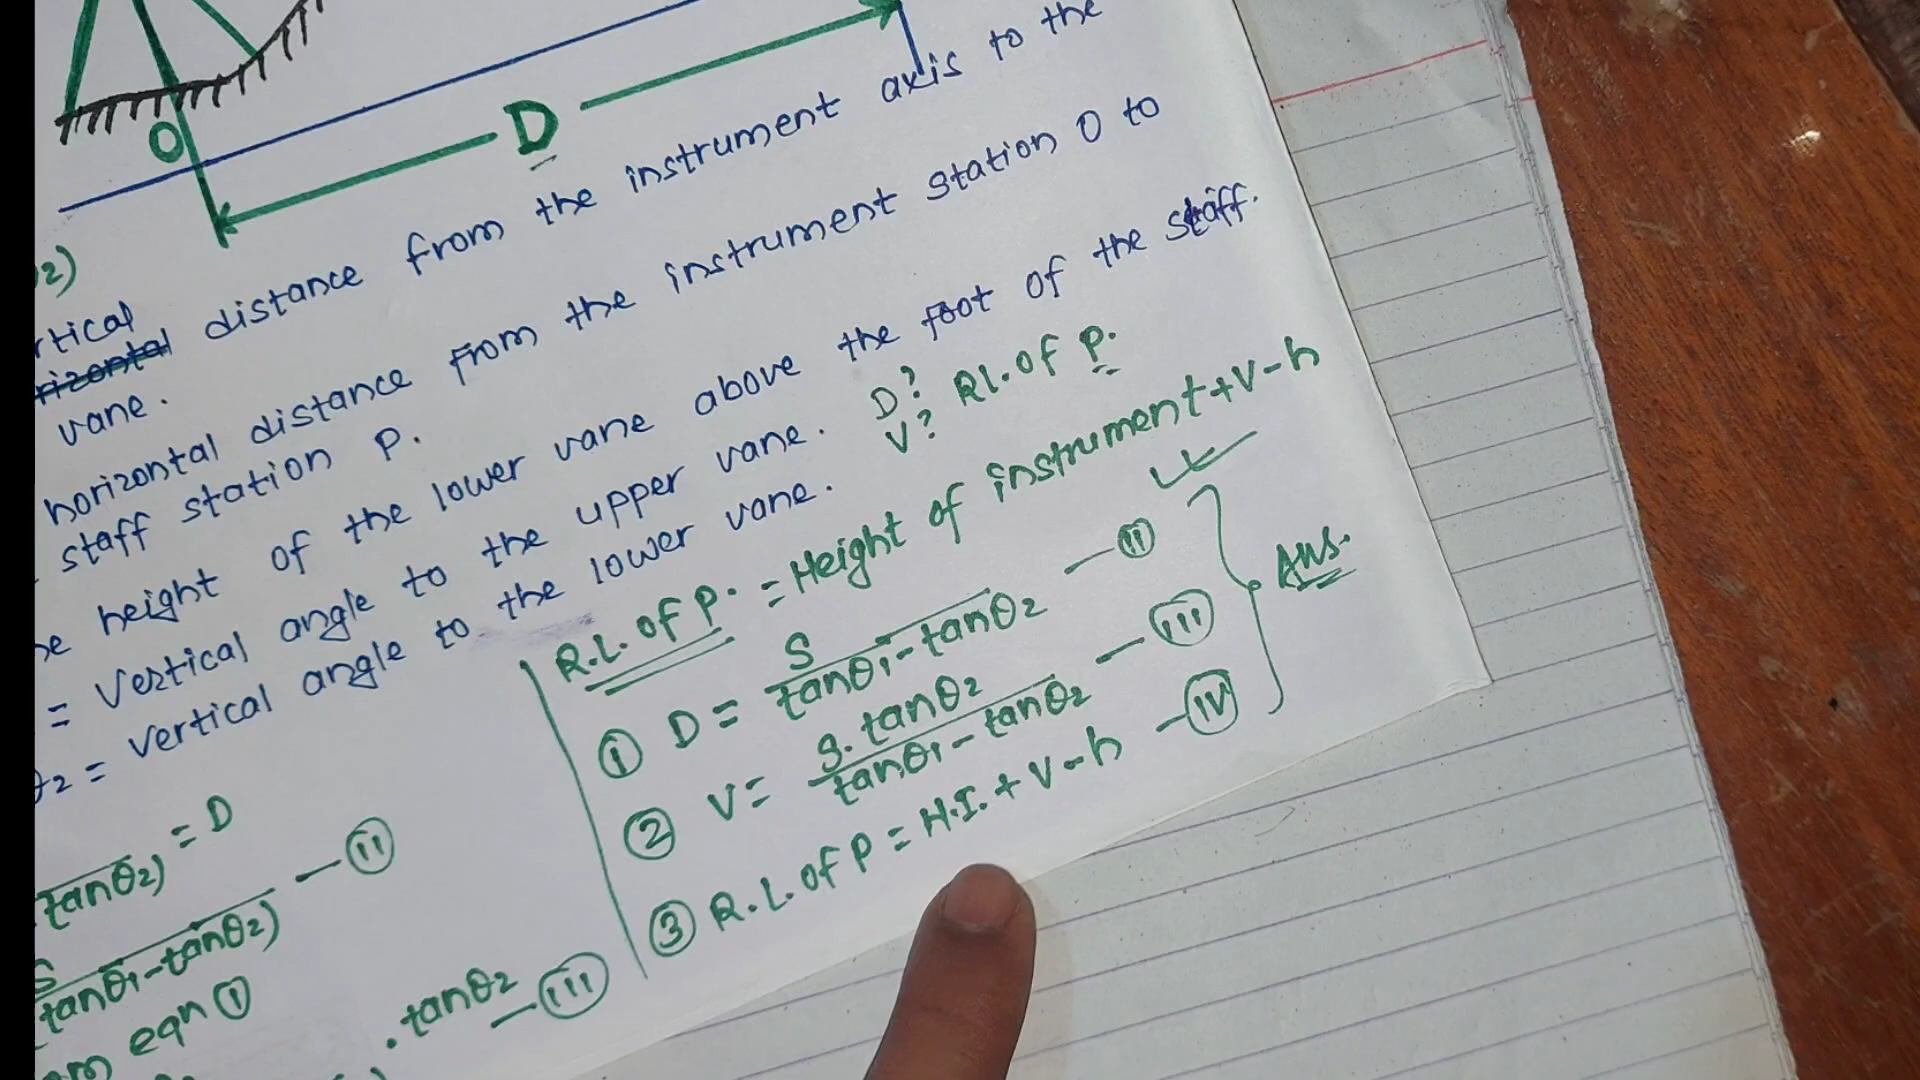 O
D
2)
rtical
rizontal distance from the instrument axis to the
vane.
horizontal distance from the instrument station O to
staff station P.
height of the lower vane above the foot of the staff.
= Vertical angle to the upper vane.
θ2 = vertical angle to the lower vane.
D?
V? Rl. of P.
R.L. of P. = Height of instrument + V - h
① D = S / tanθ1 - tanθ2 — (ii)
② V = S. tanθ2 / tanθ1 - tanθ2 — (iii)
③ R.L. of P = H.I. + V - h — (iv)
Ans.
tanθ2) = D
S / tanθ1 - tanθ2) — (ii)
eqn ①
. tanθ2 — (iii)